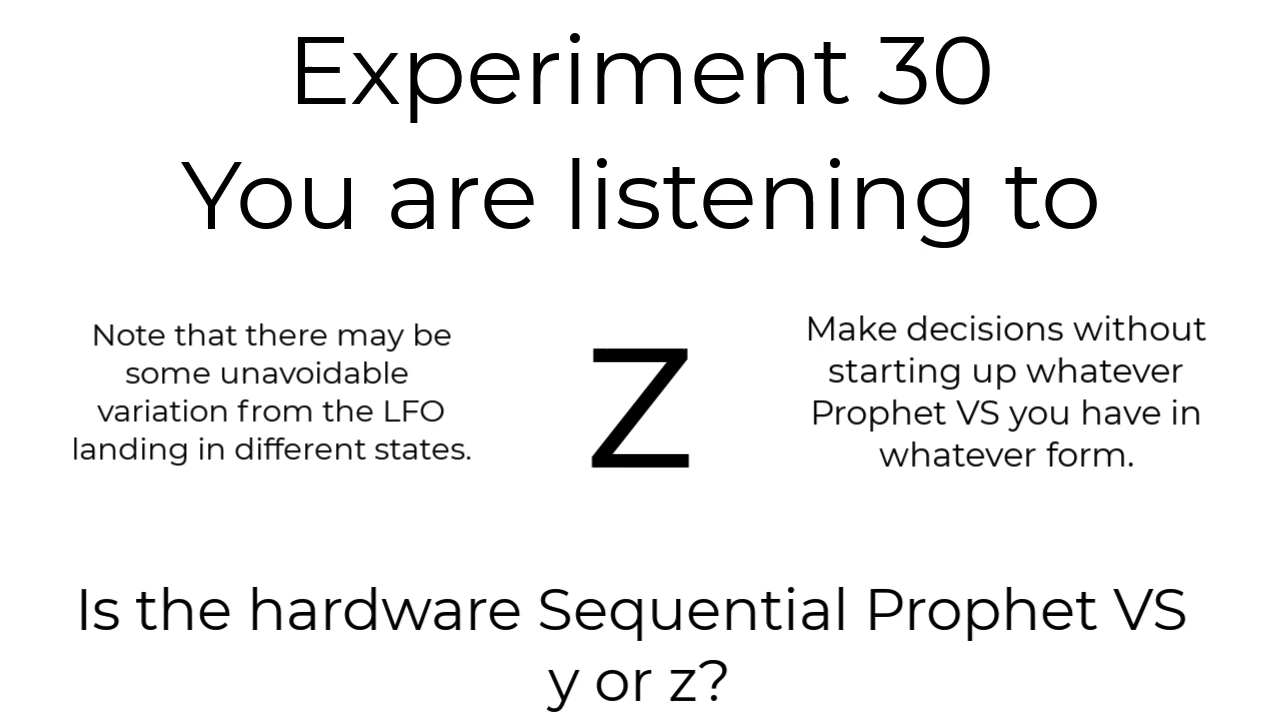 Experiment 30
You are listening to
Note that there may be
some unavoidable
variation from the LFO
landing in different states.
z
Make decisions without
starting up whatever
Prophet VS you have in
whatever form.
Is the hardware Sequential Prophet VS
y or z?